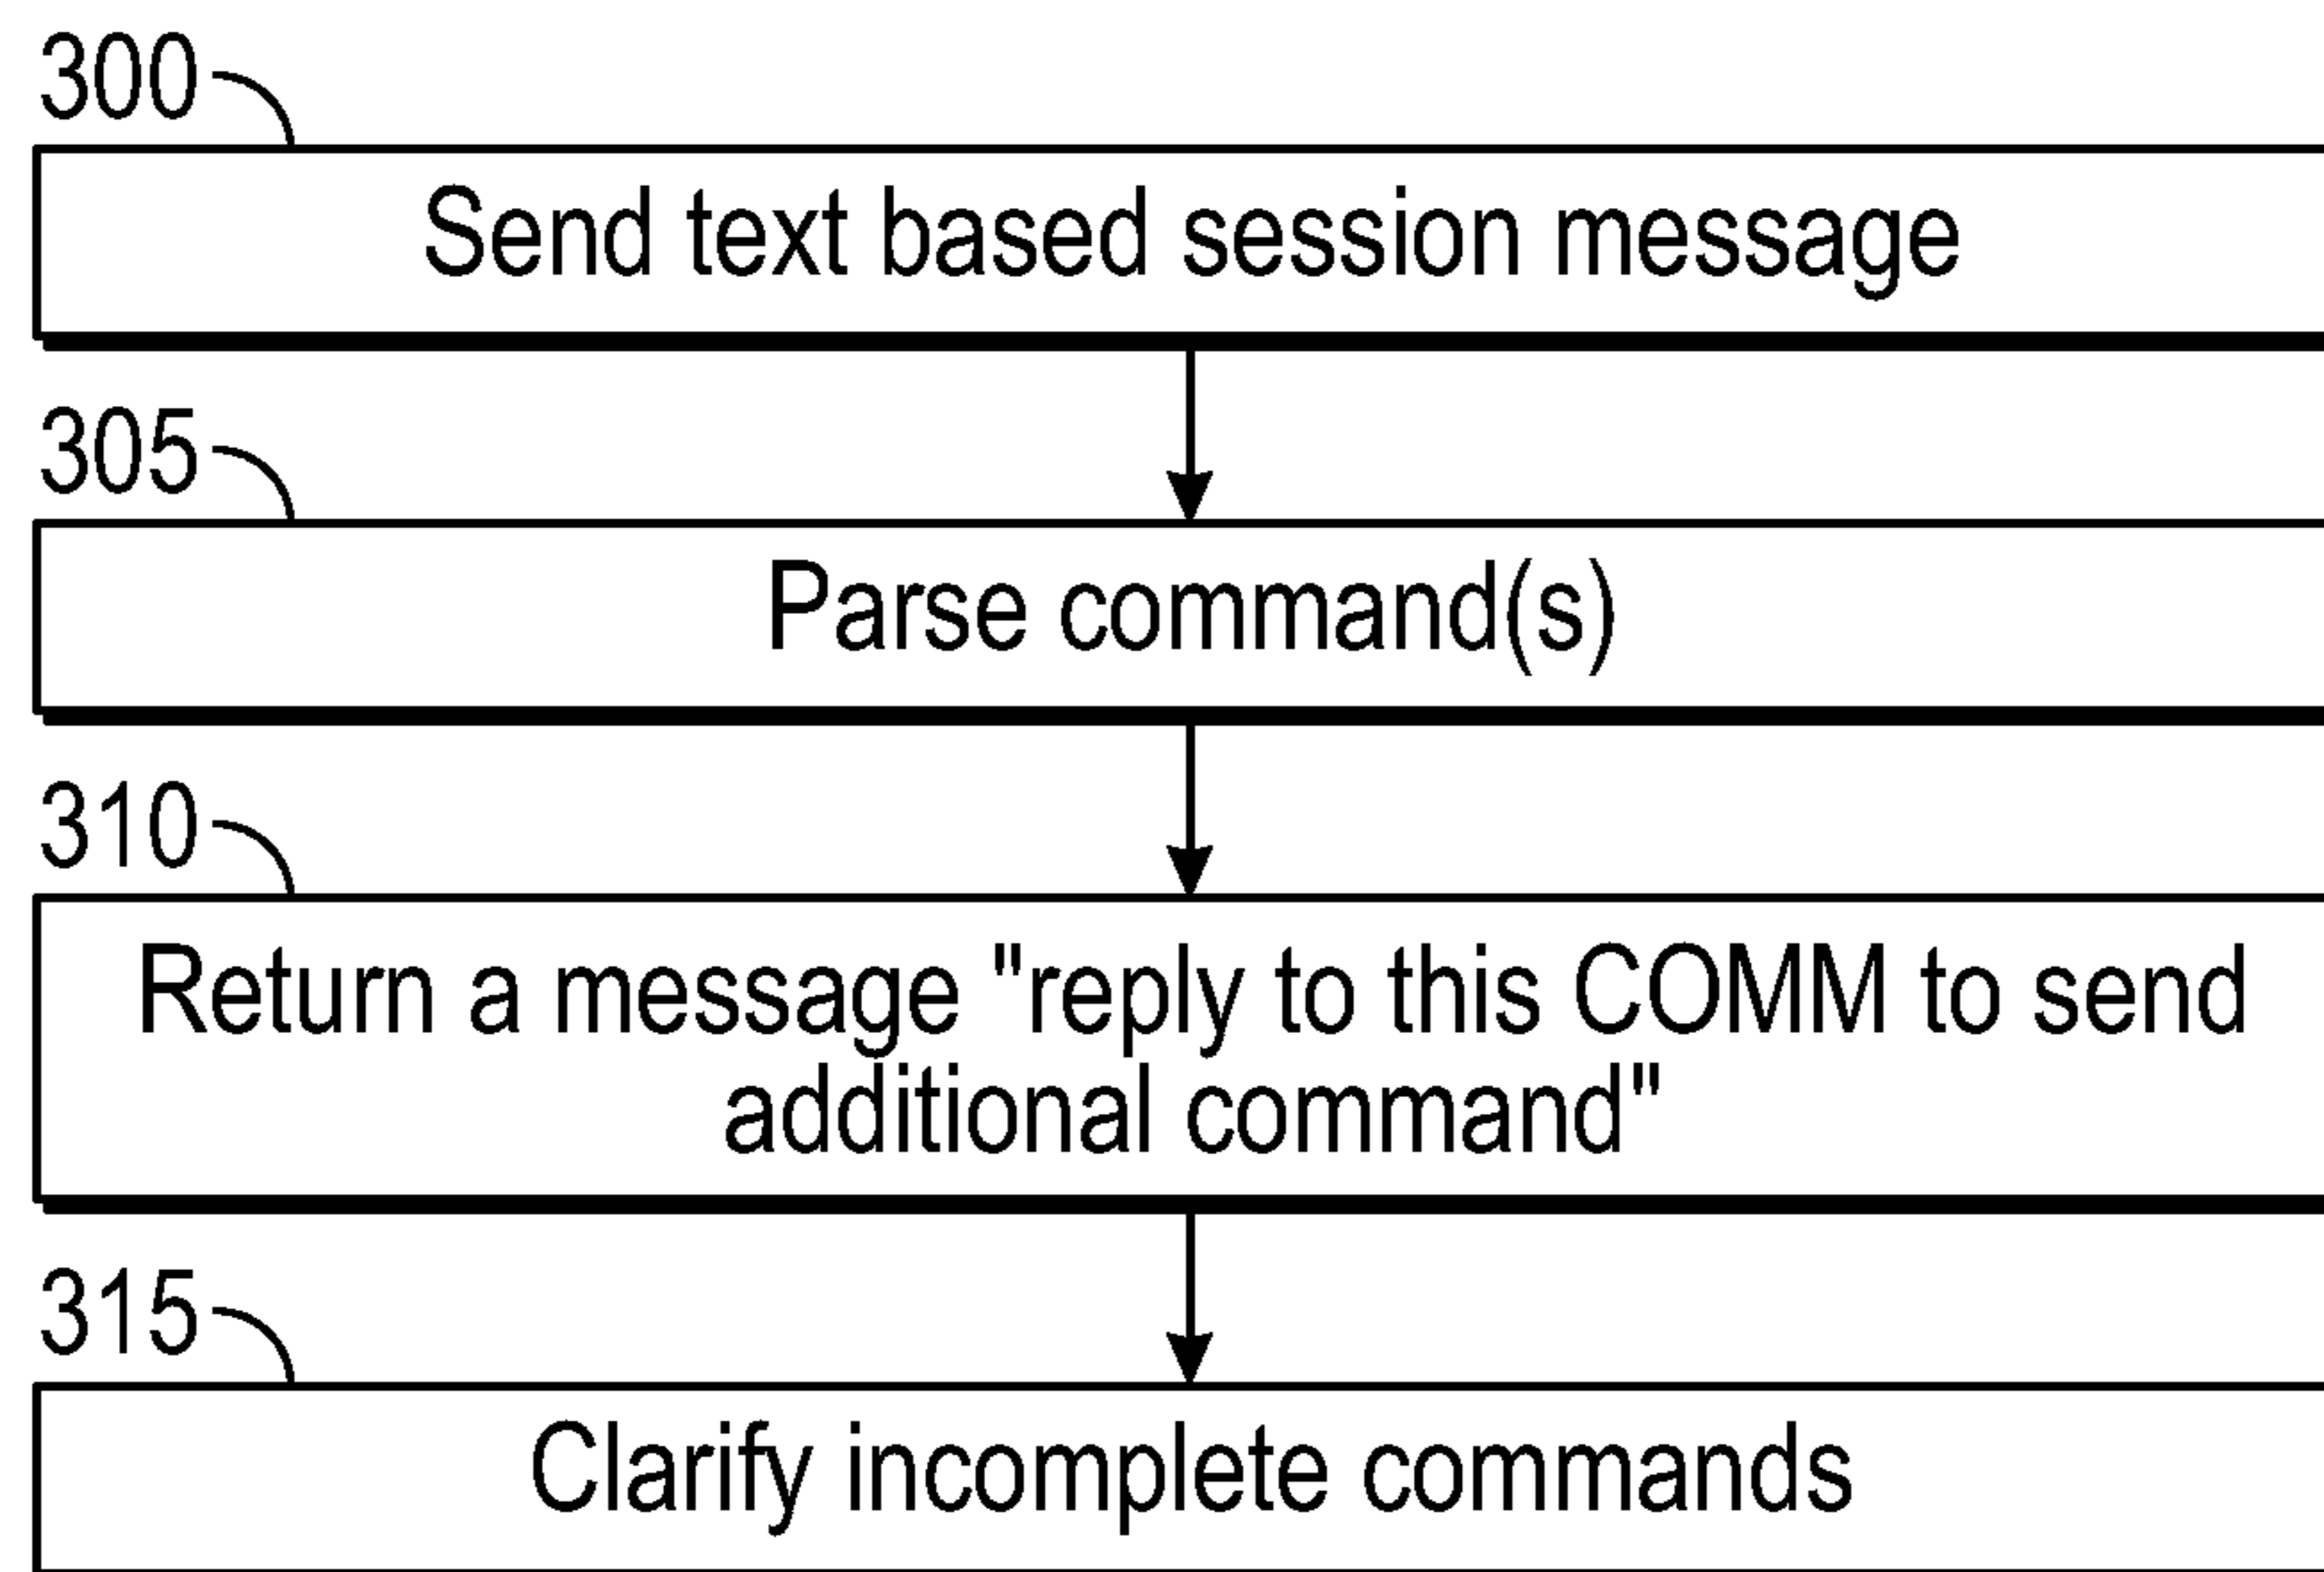 300
Send text based session message
305
Parse command(s)
310
Return a message "reply to this COMM to send
additional command"
315
Clarify incomplete commands